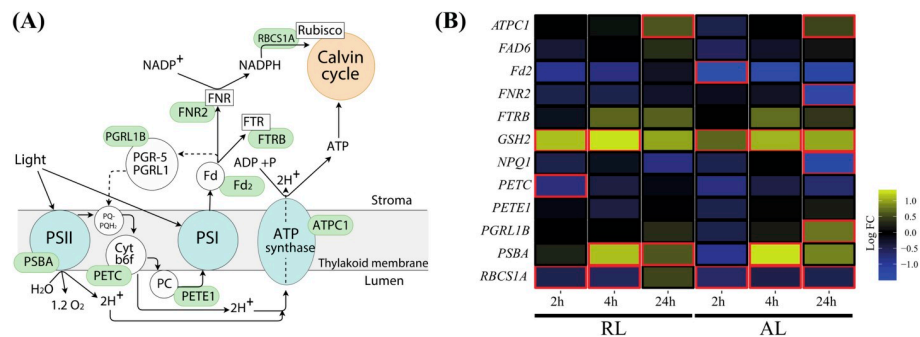 (A)
RBCS1A
Rubisco
NADP+
NADPH
Calvin
cycle
FNR
FNR2
FTR
FTRB
PGRL1B
PGR-5
PGRL1
ATP
Light
ADP +P
2H+
Fd
Fd2
Stroma
PQ-
PQH2
PSII
PSI
ATP
synthase
ATPC1
Cyt
b6f
PSBA
PETC
PC
PETE1
Thylakoid membrane
Lumen
H2O
1.2 O2
2H+
2H+
(B)
ATPC1
FAD6
Fd2
FNR2
FTRB
GSH2
NPQ1
PETC
PETE1
PGRL1B
PSBA
RBCS1A
2h 4h 24h 2h 4h 24h
RL AL
Log FC
1.0
0.5
0.0
-0.5
-1.0